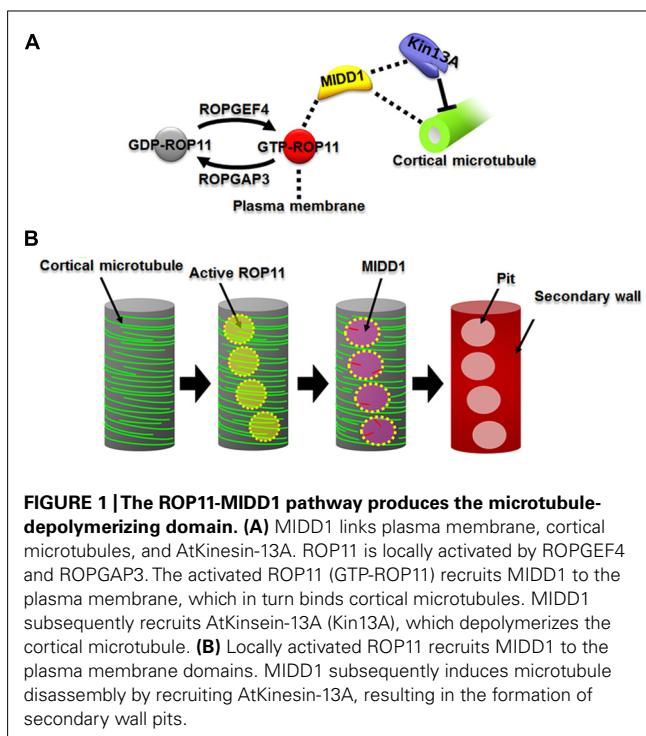 A
Kin13A
MIDD1
ROPGEF4
GDP-ROP11
GTP-ROP11
ROPGAP3
Cortical microtubule
Plasma membrane
B
Cortical microtubule
Active ROP11
MIDD1
Pit
Secondary wall
FIGURE 1 | The ROP11-MIDD1 pathway produces the microtubule-
depolymerizing domain. (A) MIDD1 links plasma membrane, cortical
microtubules, and AtKinesin-13A. ROP11 is locally activated by ROPGEF4
and ROPGAP3. The activated ROP11 (GTP-ROP11) recruits MIDD1 to the
plasma membrane, which in turn binds cortical microtubules. MIDD1
subsequently recruits AtKinsein-13A (Kin13A), which depolymerizes the
cortical microtubule. (B) Locally activated ROP11 recruits MIDD1 to the
plasma membrane domains. MIDD1 subsequently induces microtubule
disassembly by recruiting AtKinesin-13A, resulting in the formation of
secondary wall pits.